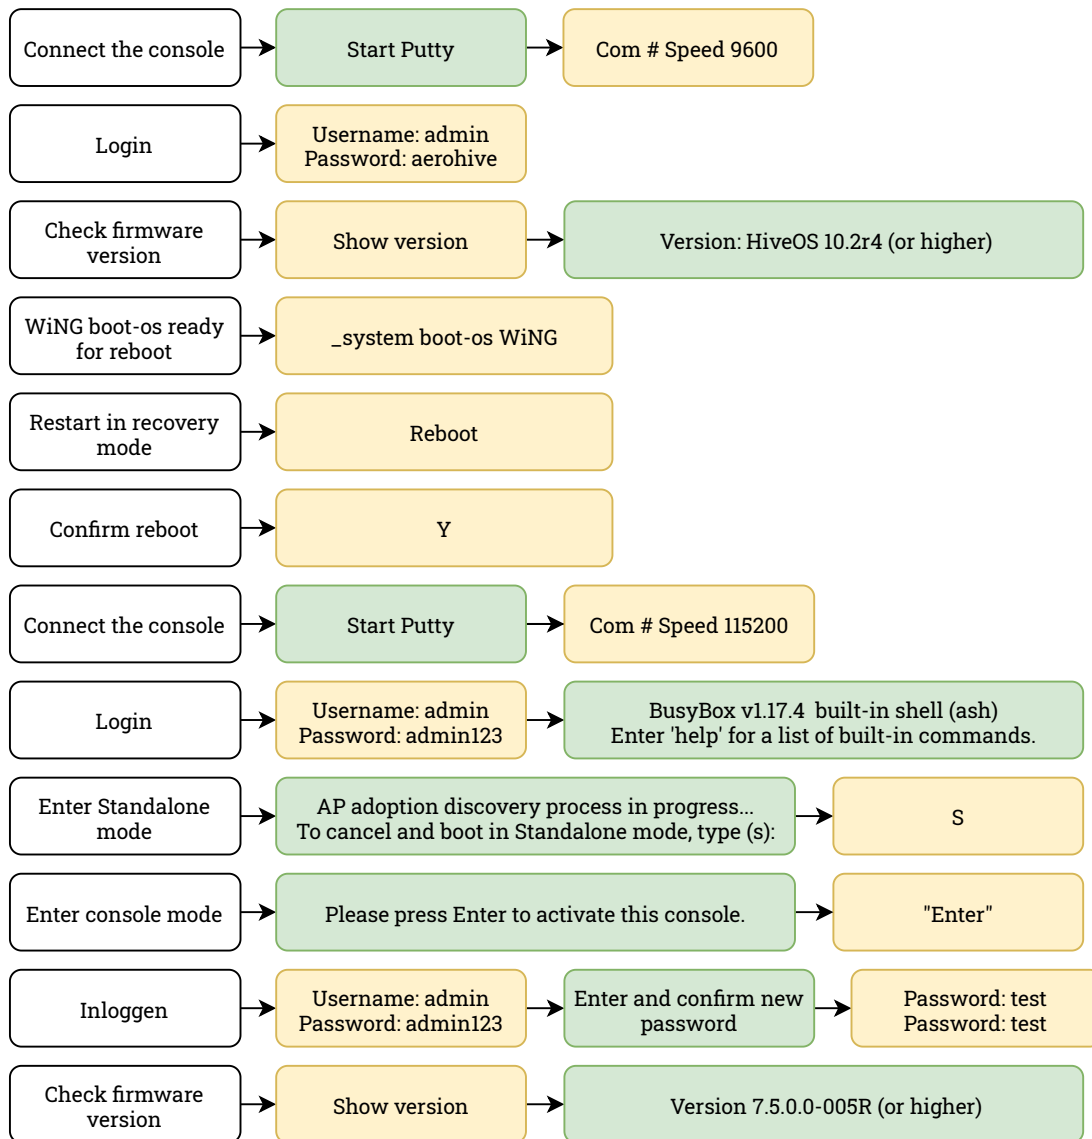 Connect the console
Start Putty
Com # Speed 9600
Login
Username: admin
Password: aerohive
Check firmware
version
Show version
Version: HiveOS 10.2r4 (or higher)
WiNG boot-os ready
for reboot
_system boot-os WiNG
Restart in recovery
mode
Reboot
Confirm reboot
Y
Connect the console
Start Putty
Com # Speed 115200
Login
Username: admin
Password: admin123
BusyBox v1.17.4  built-in shell (ash)
Enter 'help' for a list of built-in commands.
Enter Standalone
mode
AP adoption discovery process in progress...
To cancel and boot in Standalone mode, type (s):
S
Enter console mode
Please press Enter to activate this console.
"Enter"
Inloggen
Username: admin
Password: admin123
Enter and confirm new
password
Password: test
Password: test
Check firmware
version
Show version
Version 7.5.0.0-005R (or higher)